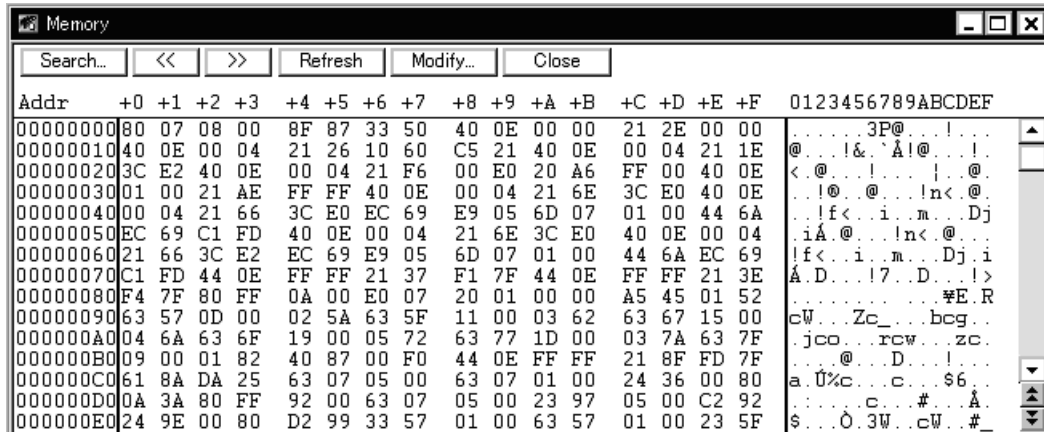 Memory
Search... << >> Refresh Modify... Close
Addr +0 +1 +2 +3 +4 +5 +6 +7 +8 +9 +A +B +C +D +E +F 0123456789ABCDEF
00000000 80 07 08 00 8F 87 33 50 40 0E 00 00 21 2E 00 00 ......3P@...!...
00000010 40 0E 00 04 21 26 10 60 C5 21 40 0E 00 04 21 1E @...!&.`Å!@...!.
00000020 3C E2 40 0E 00 04 21 F6 00 E0 20 A6 FF 00 40 0E <.@...!... ¦..@.
00000030 01 00 21 AE FF FF 40 0E 00 04 21 6E 3C E0 40 0E ..!®..@...!n<.@.
00000040 00 04 21 66 3C E0 EC 69 E9 05 6D 07 01 00 44 6A ..!f<..i..m...Dj
00000050 EC 69 C1 FD 40 0E 00 04 21 6E 3C E0 40 0E 00 04 .iÁ.@...!n<.@...
00000060 21 66 3C E2 EC 69 E9 05 6D 07 01 00 44 6A EC 69 !f<..i..m...Dj.i
00000070 C1 FD 44 0E FF FF 21 37 F1 7F 44 0E FF FF 21 3E Á.D...!7..D...!>
00000080 F4 7F 80 FF 0A 00 E0 07 20 01 00 00 A5 45 01 52 ........ ...¥E.R
00000090 63 57 0D 00 02 5A 63 5F 11 00 03 62 63 67 15 00 cW...Zc_...bcg..
000000A0 04 6A 63 6F 19 00 05 72 63 77 1D 00 03 7A 63 7F .jco...rcw...zc.
000000B0 09 00 01 82 40 87 00 F0 44 0E FF FF 21 8F FD 7F ....@...D...!...
000000C0 61 8A DA 25 63 07 05 00 63 07 01 00 24 36 00 80 a.Ú%c...c...$6..
000000D0 0A 3A 80 FF 92 00 63 07 05 00 23 97 05 00 C2 92 .:....c...#...Â.
000000E0 24 9E 00 80 D2 99 33 57 01 00 63 57 01 00 23 5F $...Ò.3W..cW..#_